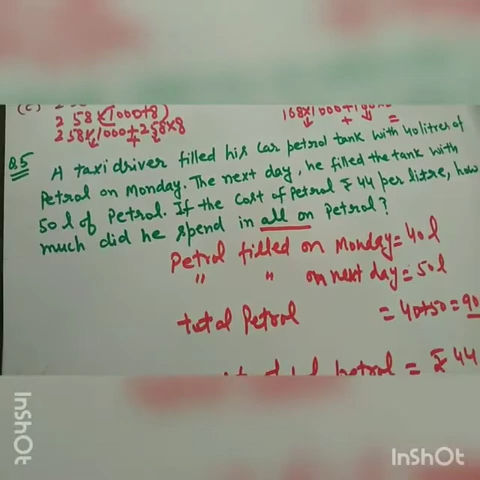 (c)
258×(1000+8)
258×1000+258×8
168×1000+
=
Q.5 A taxi driver filled his car petrol tank with 40 litres of
Petrol on Monday. The next day, he filled the tank with
50 l of Petrol. If the cost of Petrol ₹ 44 per litre, how
much did he spend in all on Petrol?
Petrol filled on Monday = 40 l
" " on next day = 50 l
total Petrol = 40+50 = 90
petrol = ₹ 44
InShOt
InShOt